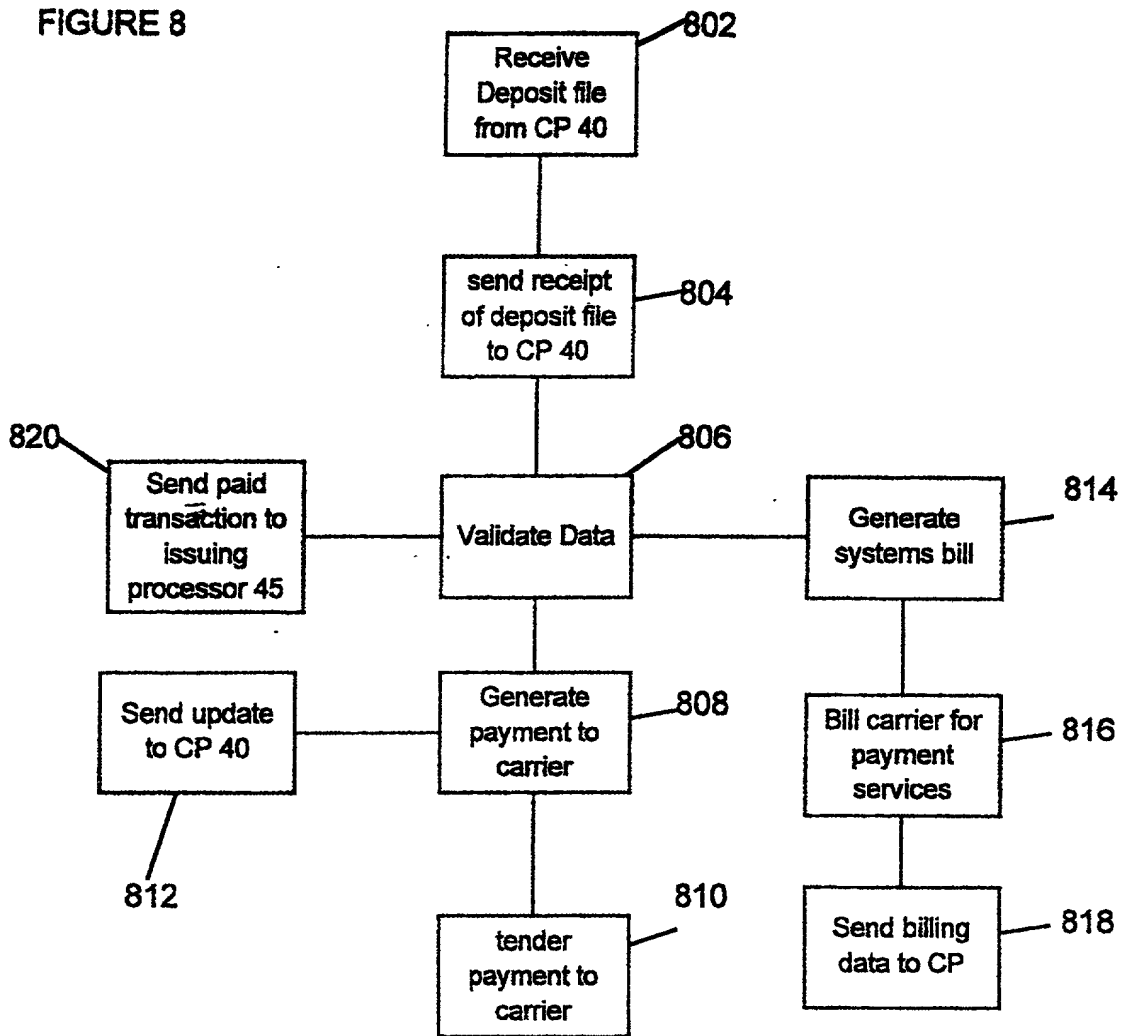 FIGURE 8
802
Receive
Deposit file
from CP 40
send receipt
of deposit file
to CP 40
804
820
806
814
Send paid
transaction to
issuing
processor 45
Validate Data
Generate
systems bill
Send update
to CP 40
812
Generate
payment to
carrier
808
Bill carrier for
payment
services
816
810
tender
payment to
carrier
Send billing
data to CP
818